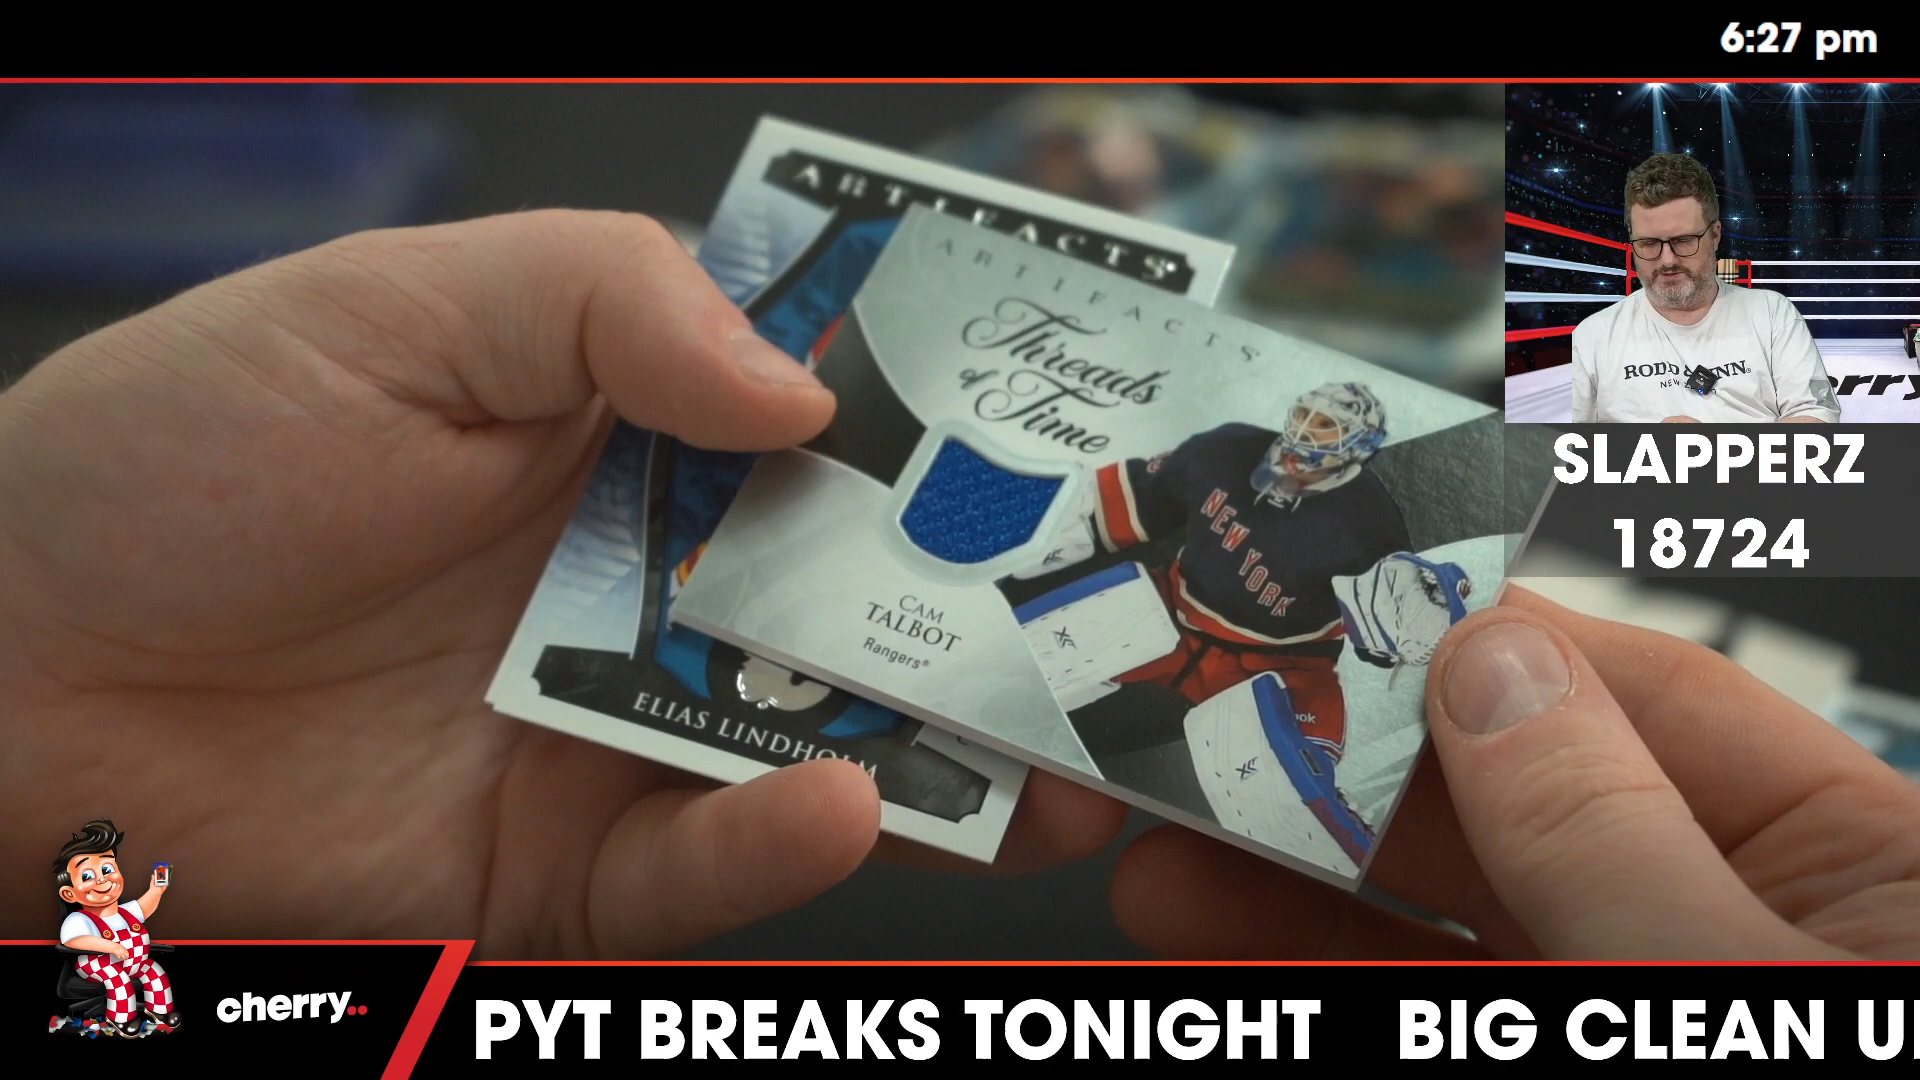 6:27 pm
ARTIFACTS
ARTIFACTS
Threads
of Time
NEW YORK
CAM
TALBOT
Rangers
ELIAS LINDHOLM
SLAPPERZ
18724
cherry..
PYT BREAKS TONIGHT BIG CLEAN